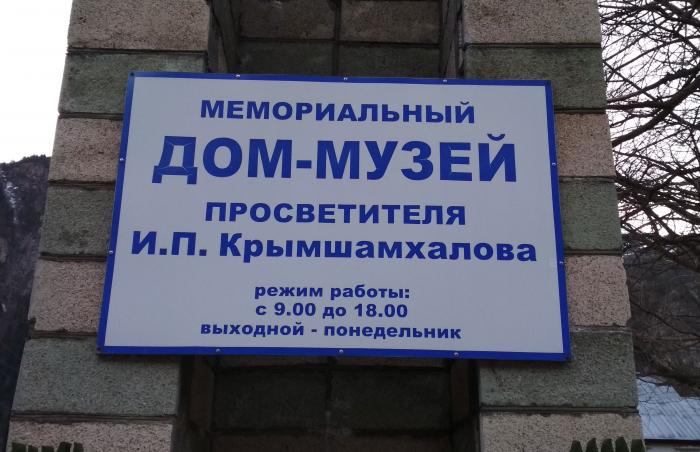 МЕМОРИАЛЬНЫЙ
ДОМ-МУЗЕЙ
ПРОСВЕТИТЕЛЯ
И.П. Крымшамхалова
режим работы:
с 9.00 до 18.00
выходной - понедельник